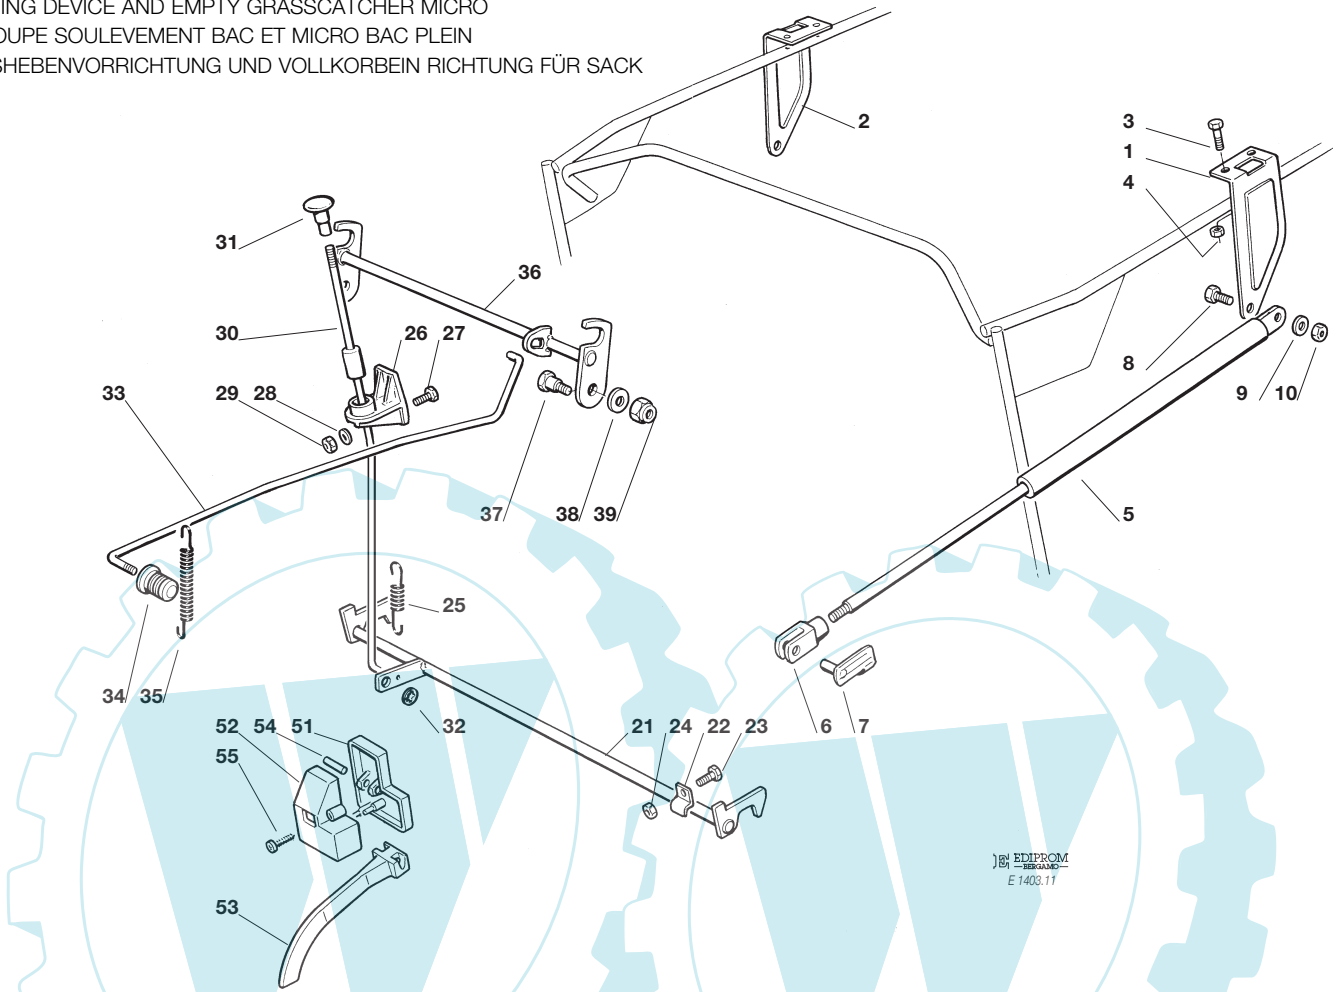 ING DEVICE AND EMPTY GRASSCATCHER MICRO
OUPE SOULEVEMENT BAC ET MICRO BAC PLEIN
SHEBENVORRICHTUNG UND VOLLKORBEIN RICHTUNG FÜR SACK
2
3
1
4
31
36
30
26 27
8
33
29 28
9 10
37 38 39
5
25
34 35
6 7
52 54 51
32
21 24 22 23
55
53
EDIPROM
BERGAMO
E 1403.11